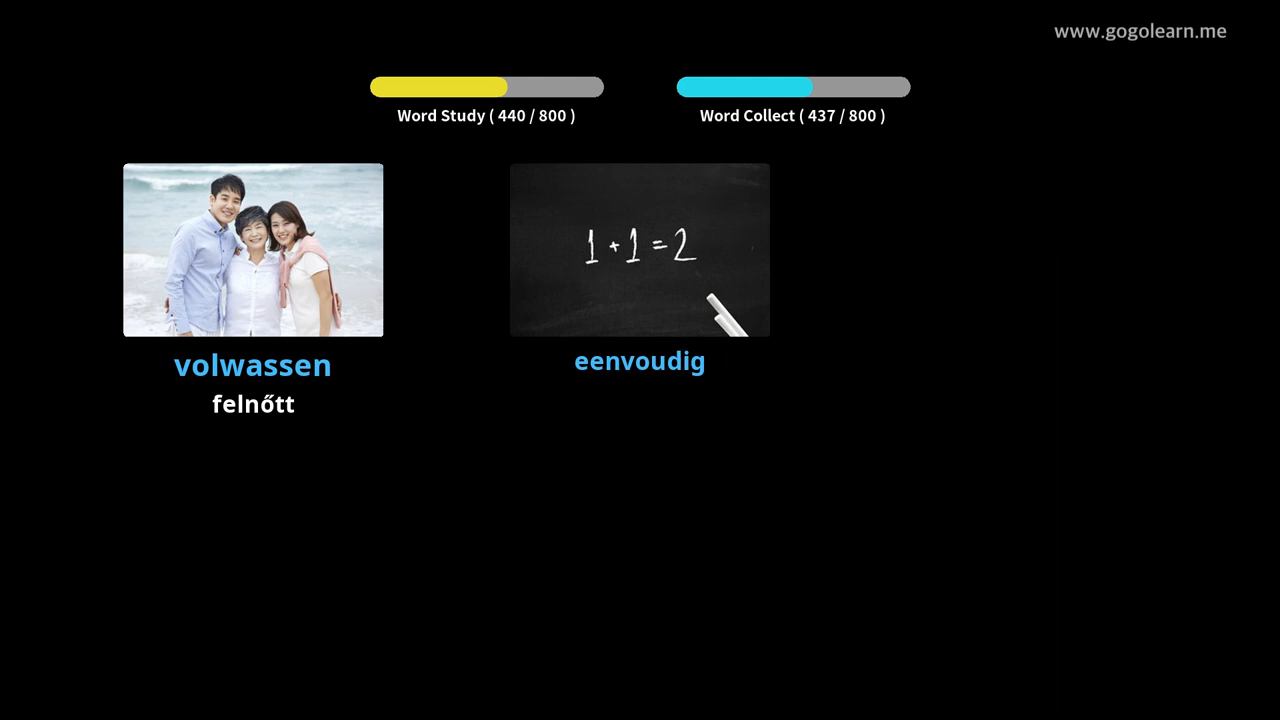 www.gogolearn.me
Word Study ( 440 / 800 )
Word Collect ( 437 / 800 )
1 + 1 = 2
volwassen
felnőtt
eenvoudig